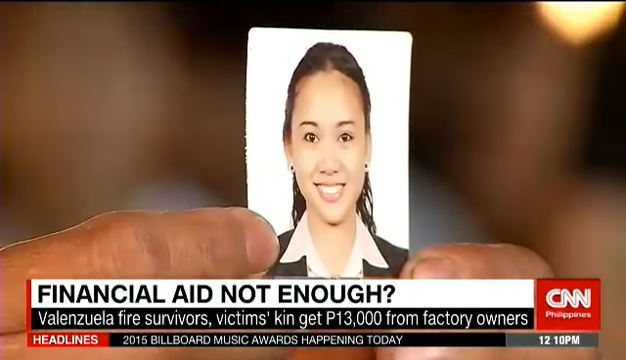 FINANCIAL AID NOT ENOUGH?
Valenzuela fire survivors, victims' kin get P13,000 from factory owners
CNN
Philippines
HEADLINES
2015 BILLBOARD MUSIC AWARDS HAPPENING TODAY
12:10PM